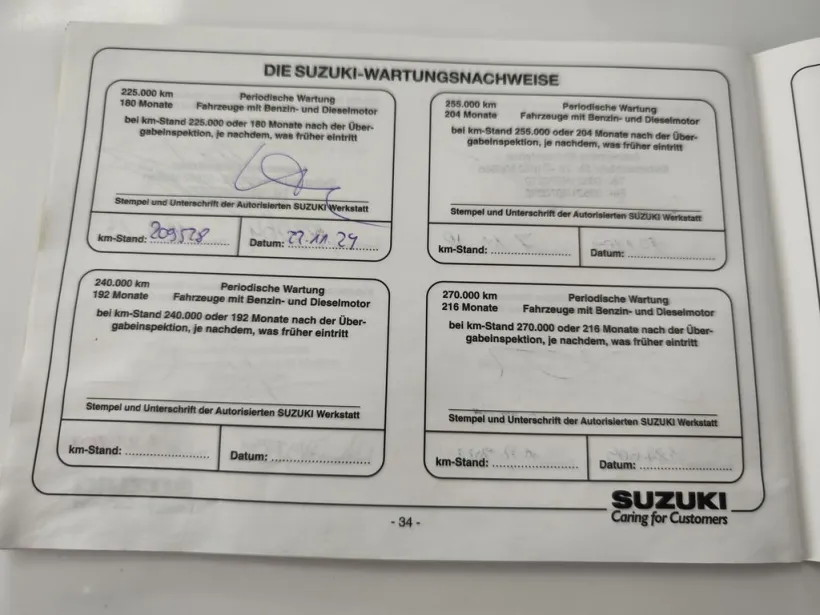 DIE SUZUKI-WARTUNGSNACHWEISE
225.000 km
180 Monate
Periodische Wartung
Fahrzeuge mit Benzin- und Dieselmotor
bei km-Stand 225.000 oder 180 Monate nach der Über-
gabeinspektion, je nachdem, was früher eintritt
Stempel und Unterschrift der Autorisierten SUZUKI Werkstatt
km-Stand: 209528 Datum: 22.11.24
255.000 km
204 Monate
Periodische Wartung
Fahrzeuge mit Benzin- und Dieselmotor
bei km-Stand 255.000 oder 204 Monate nach der Über-
gabeinspektion, je nachdem, was früher eintritt
Stempel und Unterschrift der Autorisierten SUZUKI Werkstatt
km-Stand: Datum:
240.000 km
192 Monate
Periodische Wartung
Fahrzeuge mit Benzin- und Dieselmotor
bei km-Stand 240.000 oder 192 Monate nach der Über-
gabeinspektion, je nachdem, was früher eintritt
Stempel und Unterschrift der Autorisierten SUZUKI Werkstatt
km-Stand: Datum:
270.000 km
216 Monate
Periodische Wartung
Fahrzeuge mit Benzin- und Dieselmotor
bei km-Stand 270.000 oder 216 Monate nach der Über-
gabeinspektion, je nachdem, was früher eintritt
Stempel und Unterschrift der Autorisierten SUZUKI Werkstatt
km-Stand: Datum:
- 34 -
SUZUKI
Caring for Customers